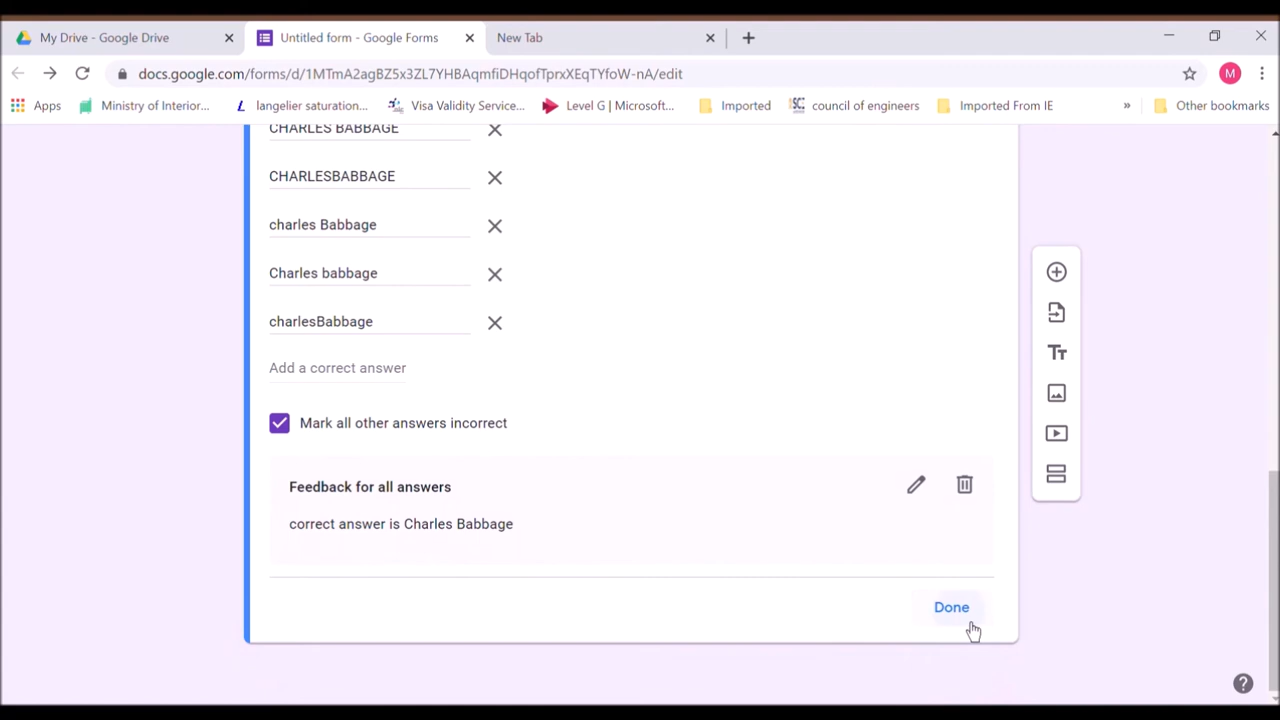 My Drive - Google Drive
Untitled form - Google Forms
New Tab
docs.google.com/forms/d/1MTmA2agBZ5x3ZL7YHBAqmfiDHqofTprxXEqTYfoW-nA/edit
M
Apps
Ministry of Interior...
L
langelier saturation...
Visa Validity Service...
Level G | Microsoft...
Imported
SC
council of engineers
Imported From IE
»
Other bookmarks
CHARLES BABBAGE
CHARLESBABBAGE
charles Babbage
Charles babbage
charlesBabbage
Add a correct answer
Mark all other answers incorrect
Feedback for all answers
correct answer is Charles Babbage
Done
Tт
?